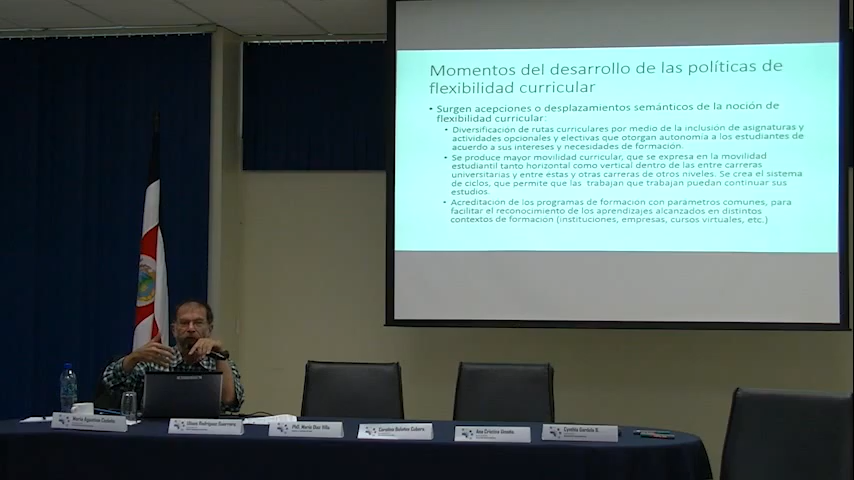 Momentos del desarrollo de las políticas de
flexibilidad curricular
• Surgen acepciones o desplazamientos semánticos de la noción de
flexibilidad curricular:
• Diversificación de rutas curriculares por medio de la inclusión de asignaturas y
actividades opcionales y electivas que otorgan autonomía a los estudiantes de
acuerdo a sus intereses y necesidades de formación.
• Se produce mayor movilidad curricular, que se expresa en la movilidad
estudiantil tanto horizontal como vertical dentro de las entre carreras
universitarias y entre estas y otras carreras de otros niveles. Se crea el sistema
de ciclos, que permite que las trabajan que trabajan puedan continuar sus
estudios.
• Acreditación de los programas de formación con parámetros comunes, para
facilitar el reconocimiento de los aprendizajes alcanzados en distintos
contextos de formación (instituciones, empresas, cursos virtuales, etc.)
María
Rodríguez Guerrero
PhD. Mario Díaz Villa
Carolina Bolaños Cubero
Ana Cristina Umaña
Cynthia